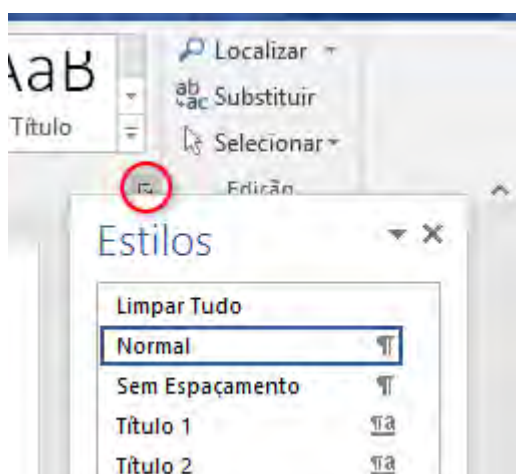 AaB
Título
Localizar
ab
ac Substituir
Selecionar
Edição
Estilos
Limpar Tudo
Normal ¶
Sem Espaçamento ¶
Título 1 ¶a
Título 2 ¶a